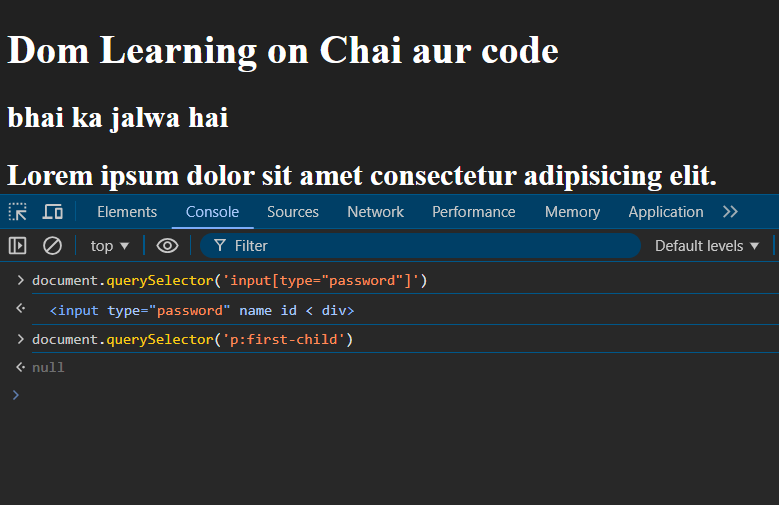 Dom Learning on Chai aur code
bhai ka jalwa hai
Lorem ipsum dolor sit amet consectetur adipisicing elit.
Elements Console Sources Network Performance Memory Application
top Filter Default levels
document.querySelector('input[type="password"]')
<input type="password" name id < div>
document.querySelector('p:first-child')
null